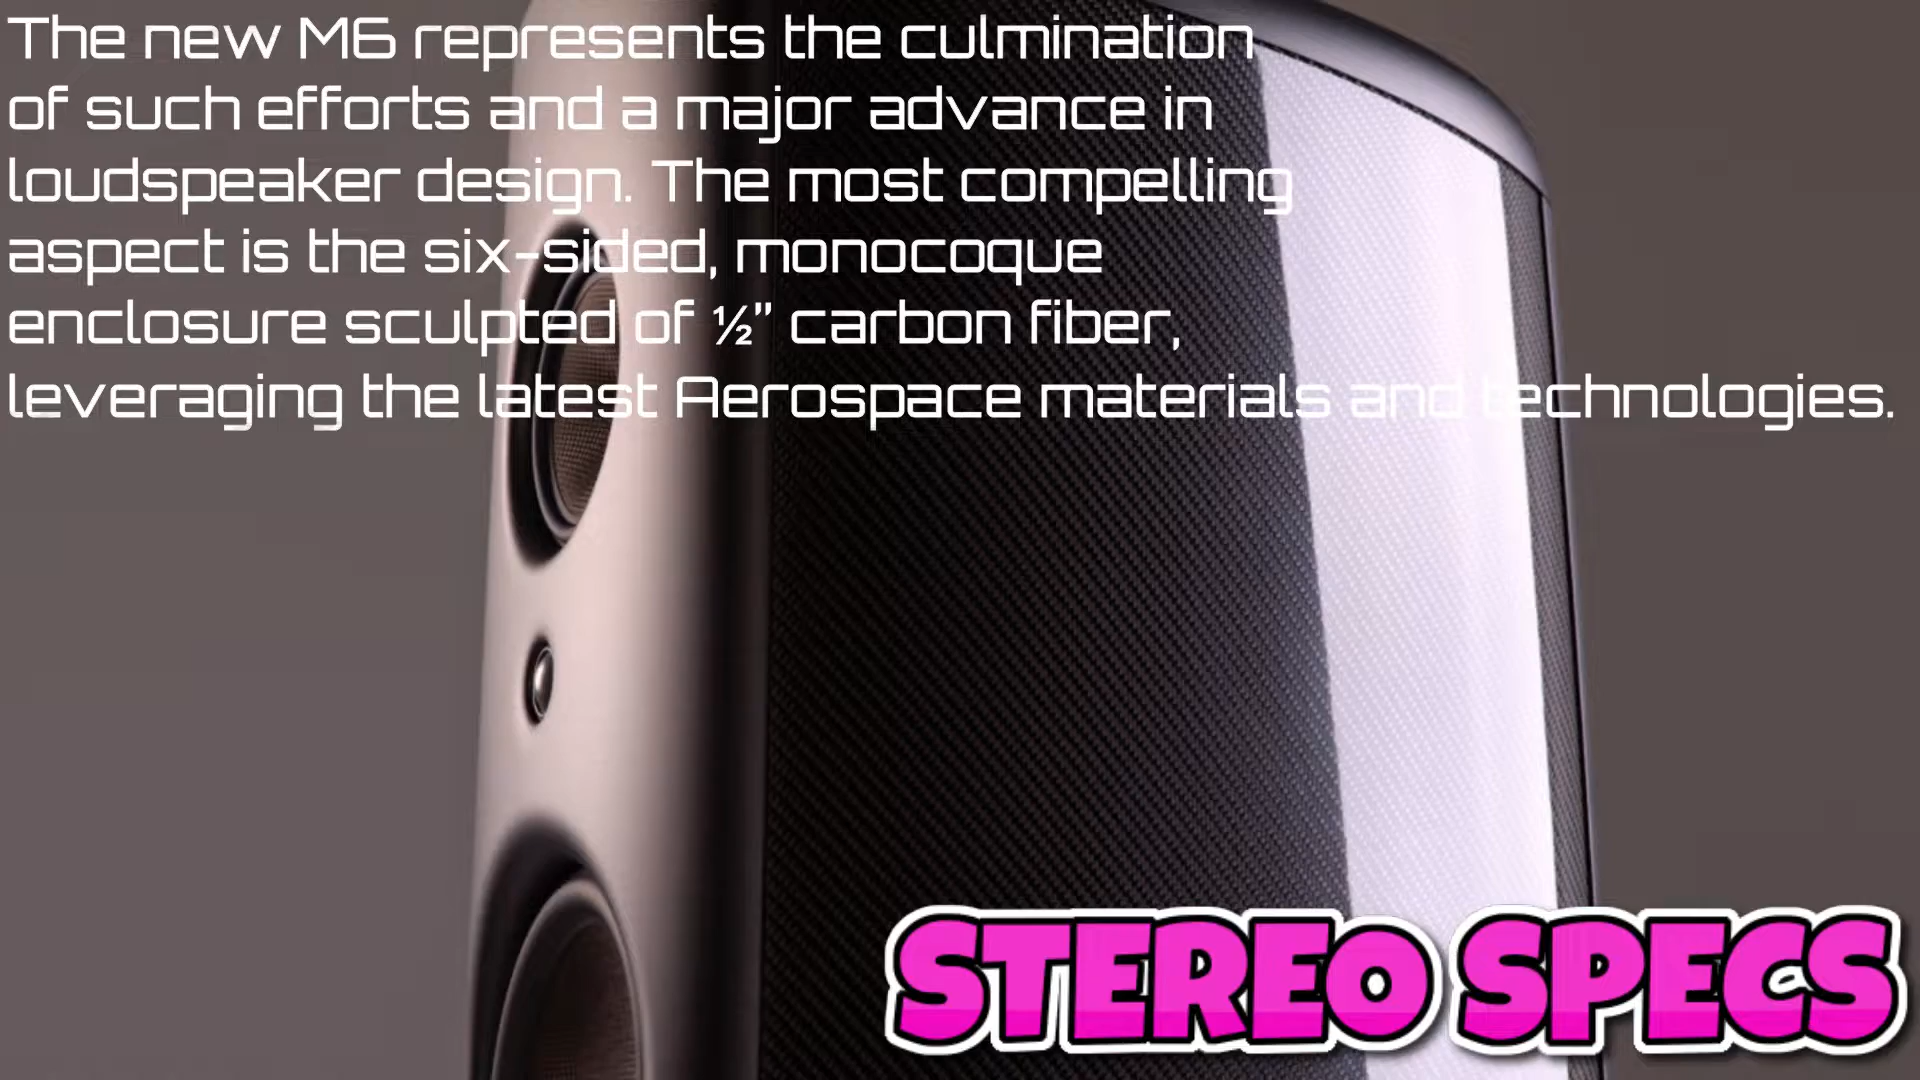 The new M6 represents the culmination
of such efforts and a major advance in
loudspeaker design. The most compelling
aspect is the six-sided, monocoque
enclosure sculpted of ½” carbon fiber,
leveraging the latest Aerospace materials and technologies.
STEREO SPECS